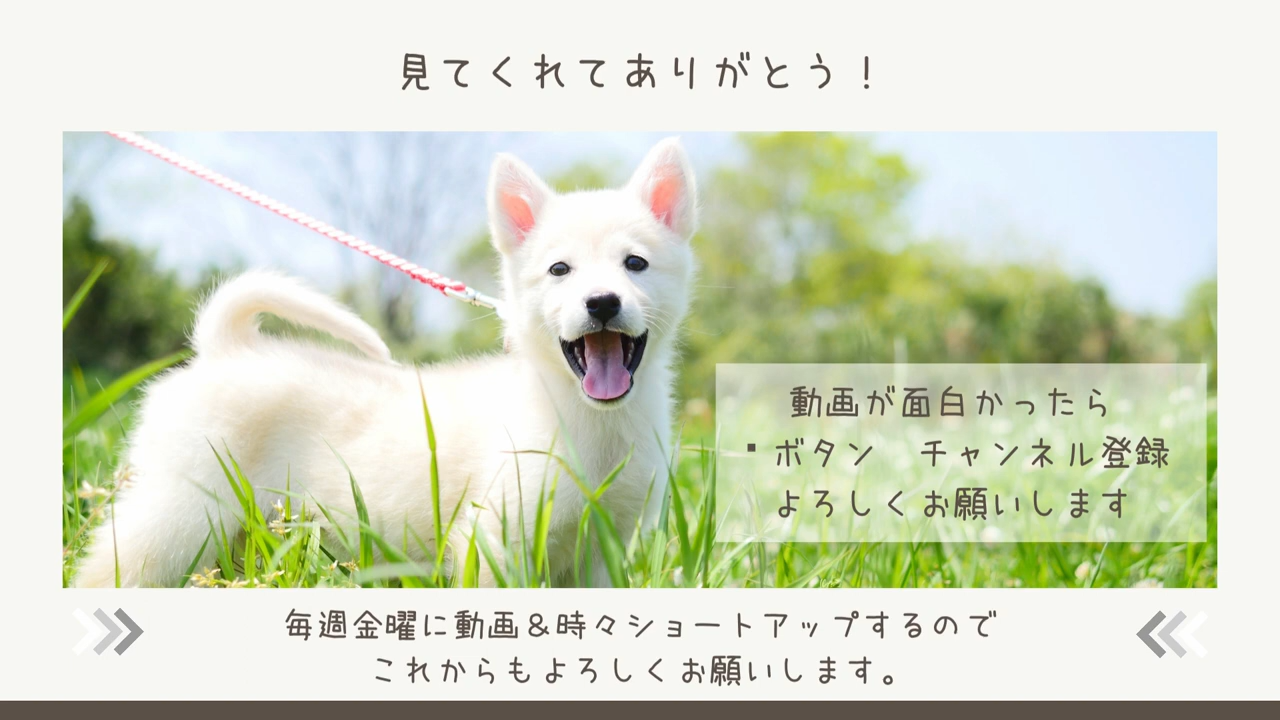 見てくれてありがとう！
動画が面白かったら
▪ボタン　チャンネル登録
よろしくお願いします
毎週金曜に動画＆時々ショートアップするので
これからもよろしくお願いします。